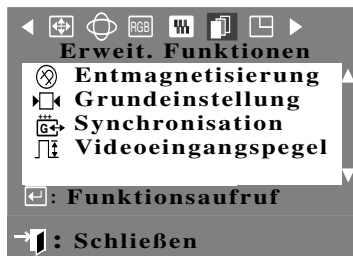 RGB
Erweit. Funktionen
Entmagnetisierung
Grundeinstellung
G Synchronisation
Videoeingangspegel
: Funktionsaufruf
: Schließen